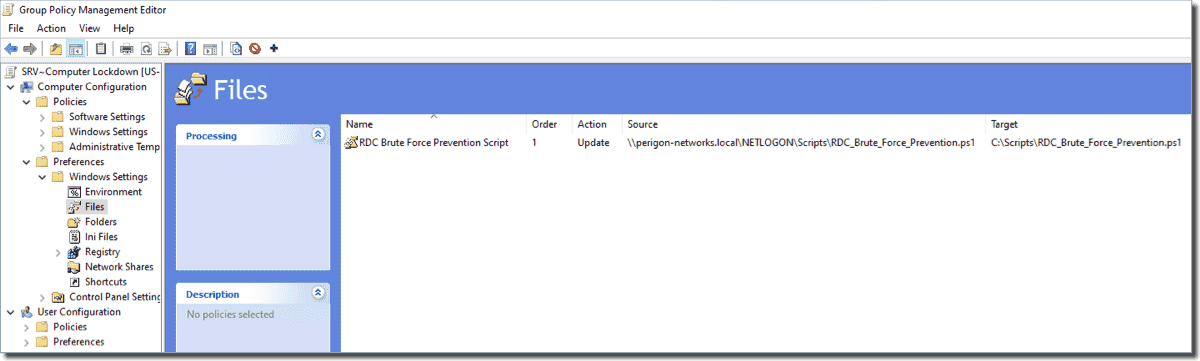 Group Policy Management Editor
File Action View Help
SRV~Computer Lockdown [US-
Computer Configuration
Policies
Software Settings
Windows Settings
Administrative Temp
Preferences
Windows Settings
Environment
Files
Folders
Ini Files
Registry
Network Shares
Shortcuts
Control Panel Setting
User Configuration
Policies
Preferences
Files
Processing
Description
No policies selected
Name Order Action Source Target
RDC Brute Force Prevention Script 1 Update \\perigon-networks.local\NETLOGON\Scripts\RDC_Brute_Force_Prevention.ps1 C:\Scripts\RDC_Brute_Force_Prevention.ps1